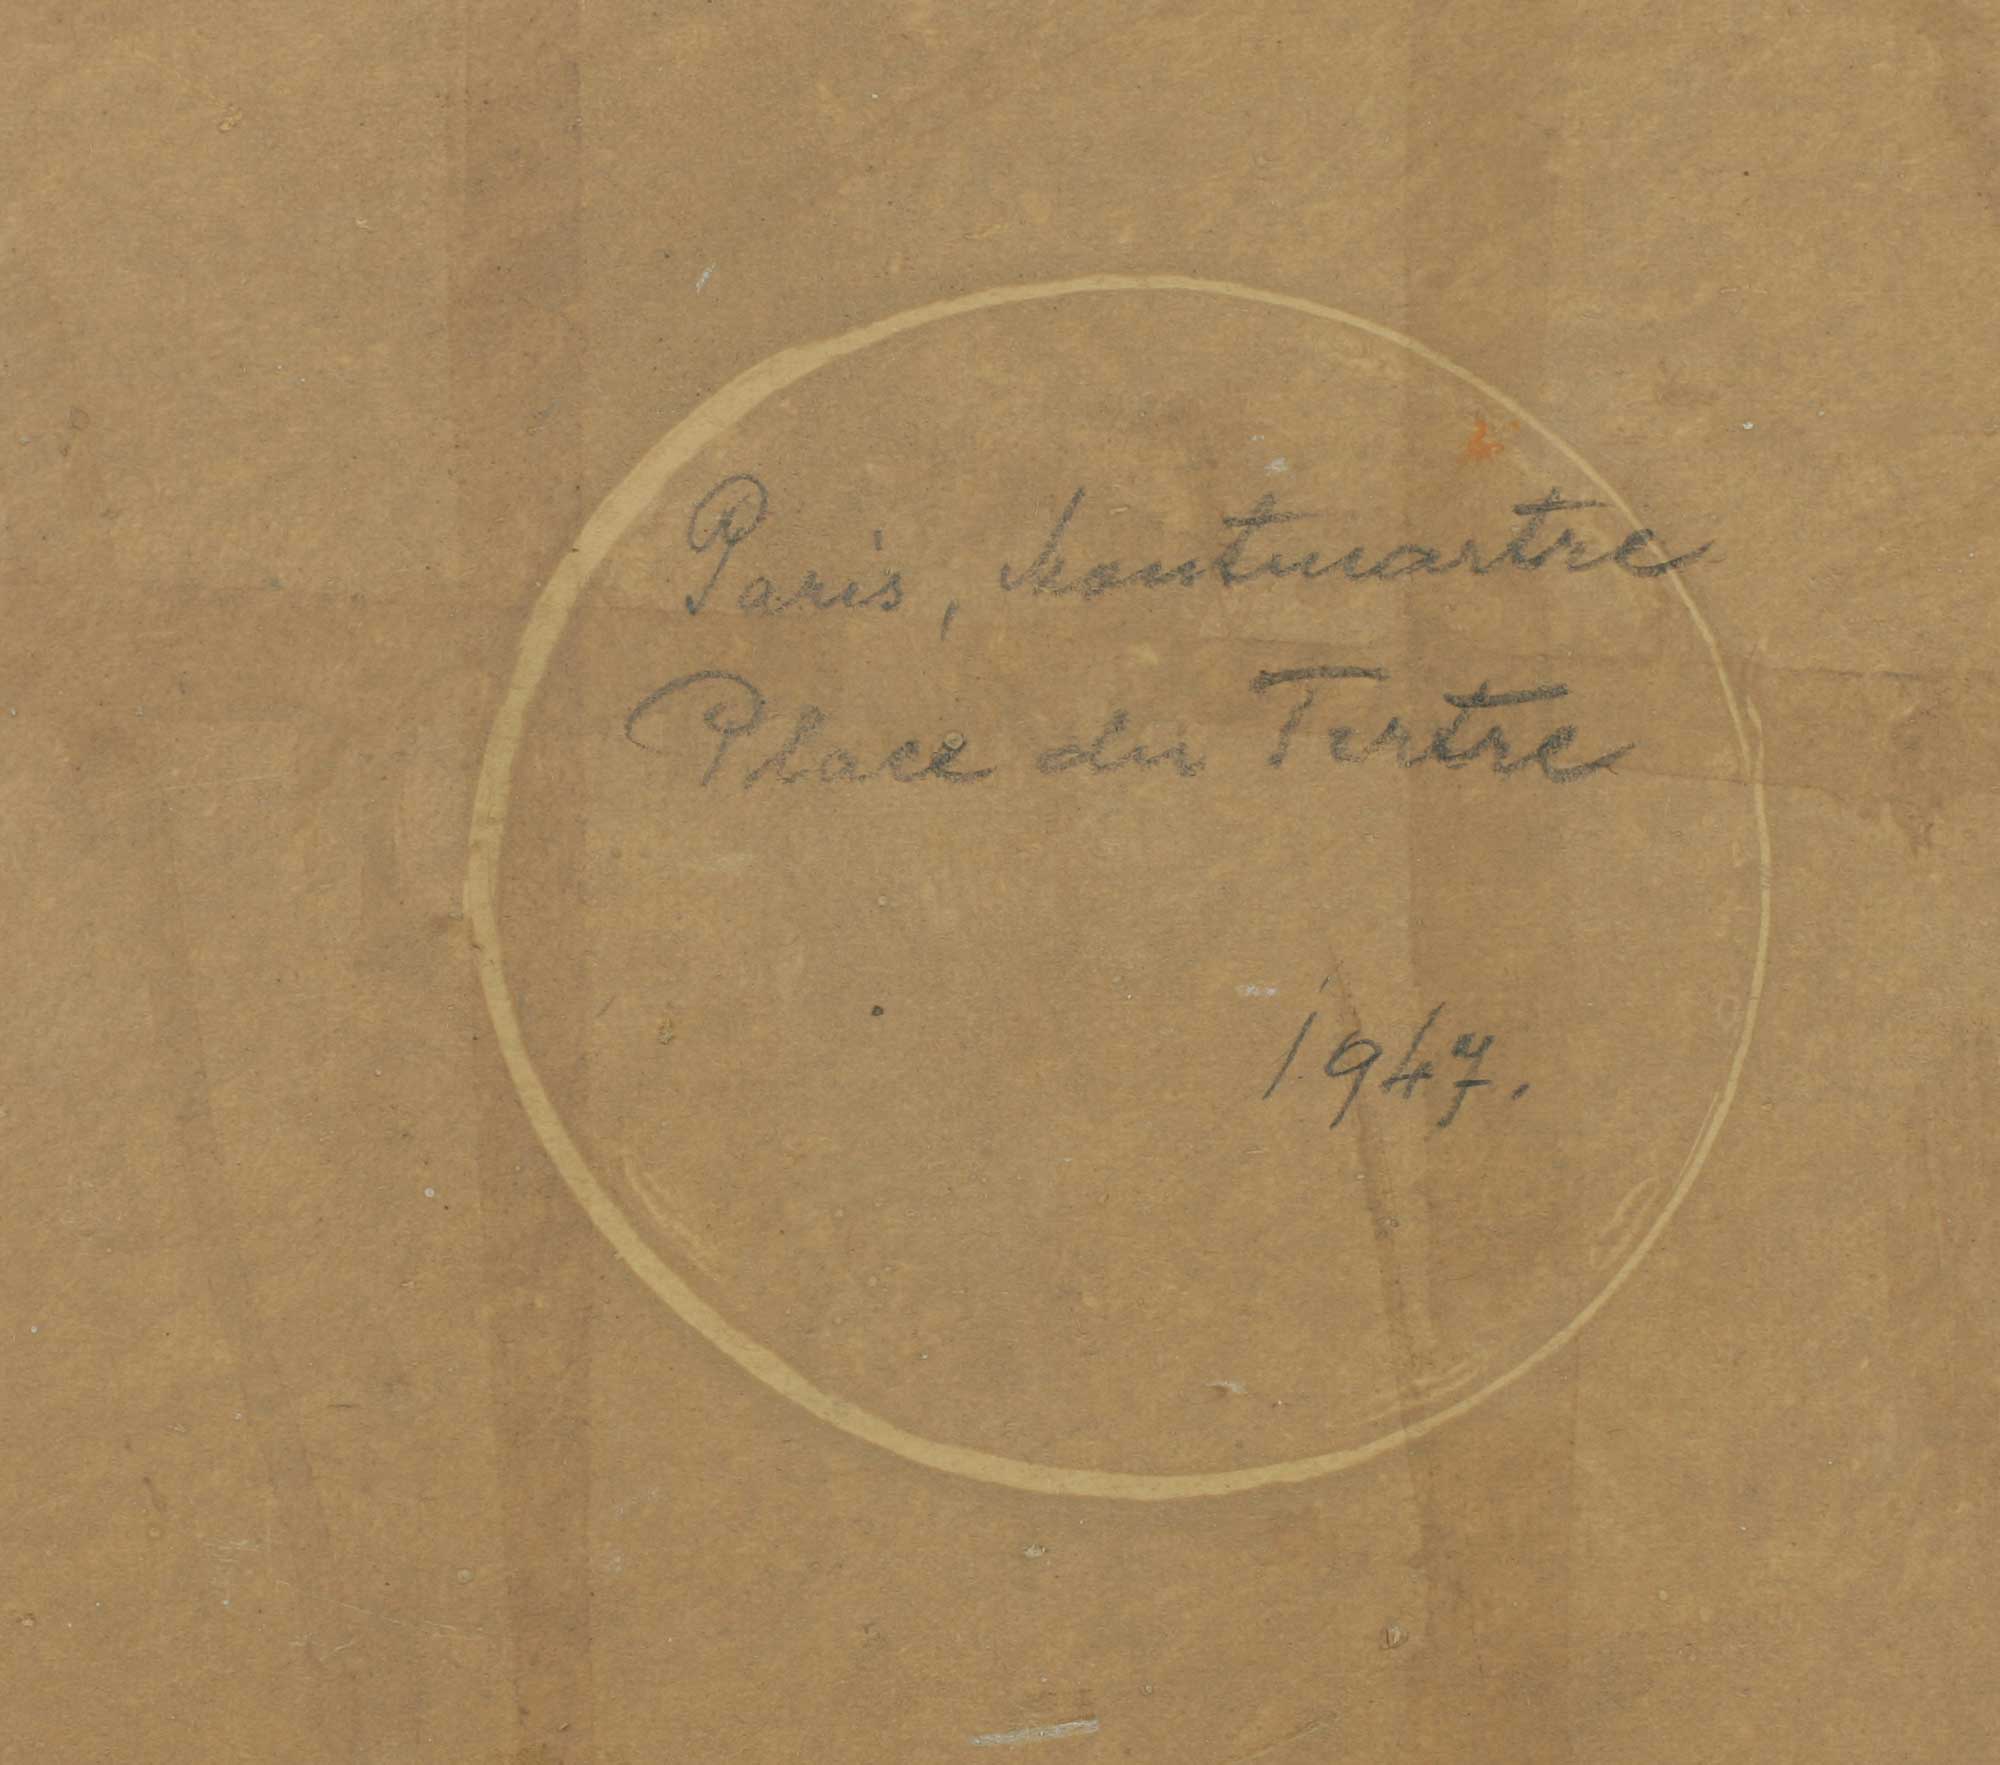 Paris, Montmartre
Place du Tertre
1947.